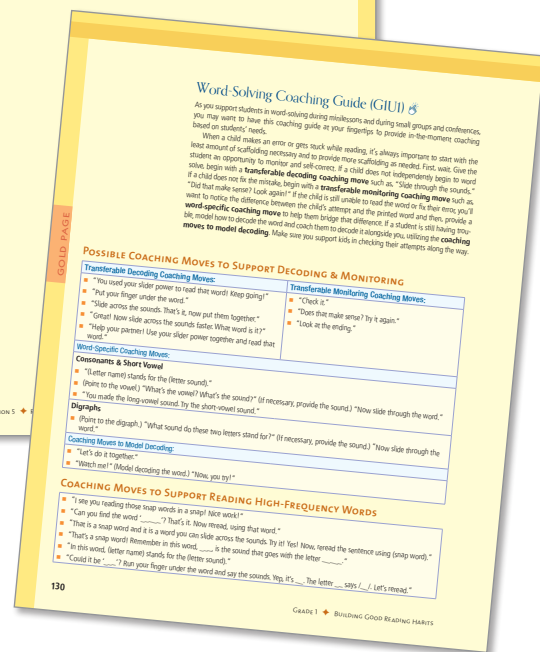 Word-Solving Coaching Guide (G1U1)
As you support students in word-solving during minilessons and during small groups and conferences,
you may want to have this coaching guide at your fingertips to provide in-the-moment coaching
based on students' needs.
When a child makes an error or gets stuck while reading, it's always important to start with the
least amount of scaffolding necessary and to provide more scaffolding as needed. First, wait. Give the
student an opportunity to monitor and self-correct. If a child does not independently begin to word
solve, begin with a transferable decoding coaching move such as, "Slide through the sounds."
If a child does not fix the mistake, begin with a transferable monitoring coaching move such as,
"Did that make sense? Look again!" If the child is still unable to read the word or fix their error, you'll
want to notice the difference between the child's attempt and the printed word and then, provide a
word-specific coaching move to help them bridge that difference. If a student is still having trou-
ble, model how to decode the word and coach them to decode it alongside you, utilizing the coaching
moves to model decoding. Make sure you support kids in checking their attempts along the way.
GOLD PAGE
Possible Coaching Moves to Support Decoding & Monitoring
Transferable Decoding Coaching Moves:
"You used your slider power to read that word! Keep going!"
"Put your finger under the word."
"Slide across the sounds. That's it, now put them together."
"Great! Now slide across the sounds faster. What word is it?"
"Help your partner! Use your slider power together and read that
word."
Transferable Monitoring Coaching Moves:
"Check it."
"Does that make sense? Try it again."
"Look at the ending."
Word-Specific Coaching Moves:
Consonants & Short Vowel
"(Letter name) stands for the (letter sound)."
(Point to the vowel.) "What's the vowel? What's the sound?" (If necessary, provide the sound.) "Now slide through the word."
"You made the long-vowel sound. Try the short-vowel sound."
Digraphs
(Point to the digraph.) "What sound do these two letters stand for?" (If necessary, provide the sound.) "Now slide through the
word."
Coaching Moves to Model Decoding:
"Let's do it together."
"Watch me!" (Model decoding the word.) "Now, you try!"
Coaching Moves to Support Reading High-Frequency Words
"I see you reading those snap words in a snap! Nice work!"
"Can you find the word '_____'? That's it. Now reread, using that word."
"That is a snap word and it is a word you can slide across the sounds. Try it! Yes! Now, reread the sentence using (snap word)."
"That's a snap word! Remember in this word, ____ is the sound that goes with the letter _____."
"In this word, (letter name) stands for the (letter sound)."
"Could it be '____'? Run your finger under the word and say the sounds. Yep, it's __. The letter __ says /__/. Let's reread."
130
Grade 1 ✦ Building Good Reading Habits